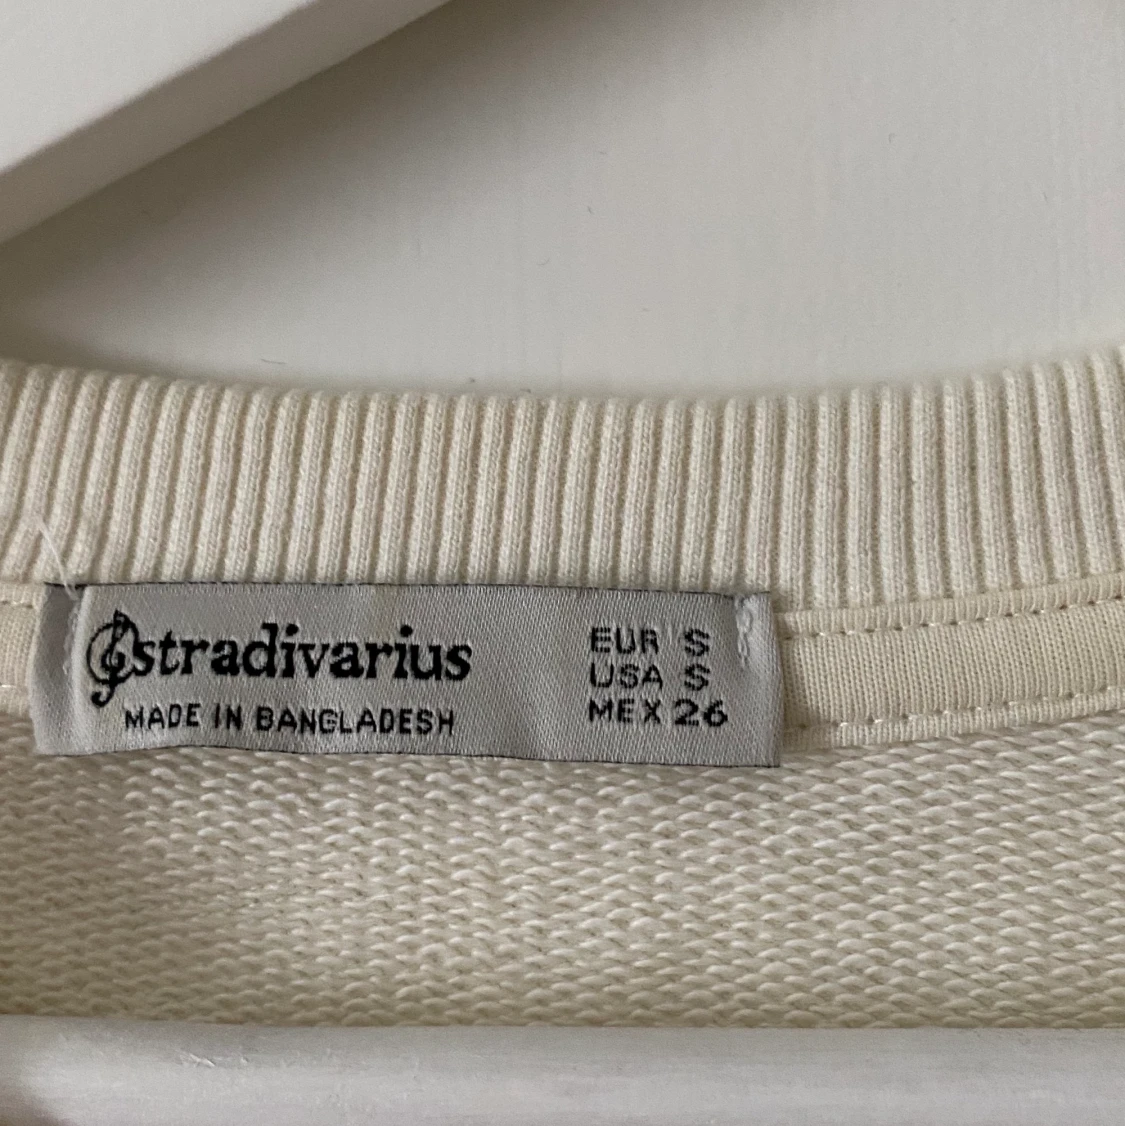 stradivarius
MADE IN BANGLADESH
EUR S
USA S
MEX 26